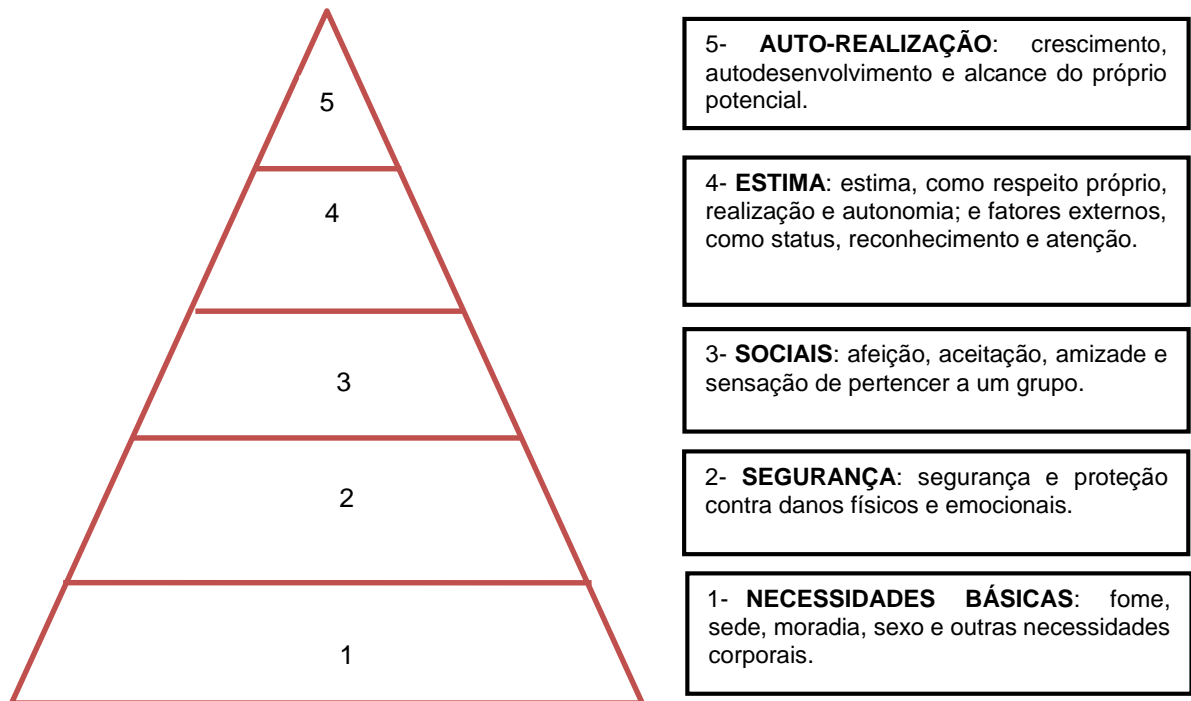 5
4
3
2
1
5- AUTO-REALIZAÇÃO: crescimento,
autodesenvolvimento e alcance do próprio
potencial.
4- ESTIMA: estima, como respeito próprio,
realização e autonomia; e fatores externos,
como status, reconhecimento e atenção.
3- SOCIAIS: afeição, aceitação, amizade e
sensação de pertencer a um grupo.
2- SEGURANÇA: segurança e proteção
contra danos físicos e emocionais.
1- NECESSIDADES BÁSICAS: fome,
sede, moradia, sexo e outras necessidades
corporais.